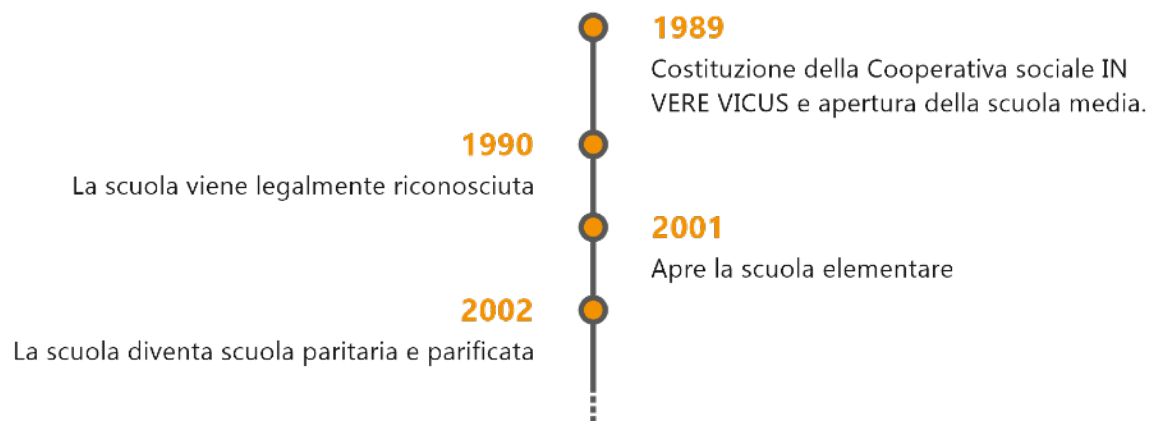 1989
Costituzione della Cooperativa sociale IN
VERE VICUS e apertura della scuola media.
1990
La scuola viene legalmente riconosciuta
2001
Apre la scuola elementare
2002
La scuola diventa scuola paritaria e parificata